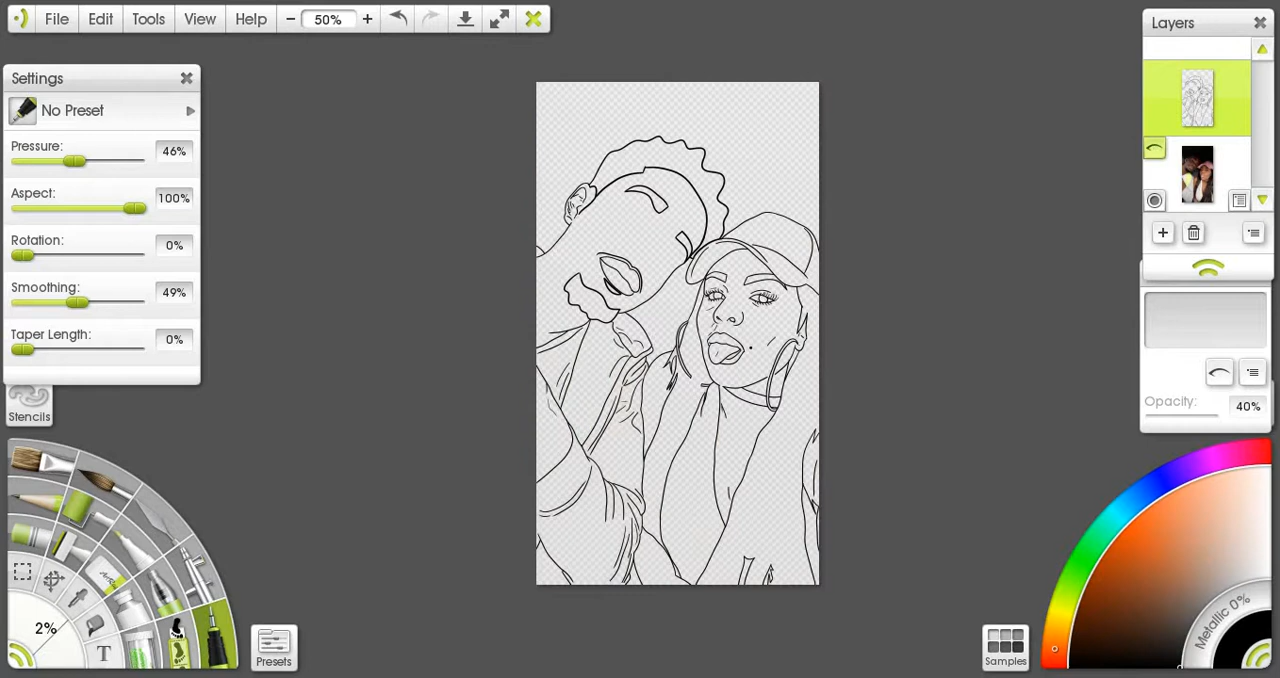 File Edit Tools View Help − 50% +
Layers
Settings
No Preset
Pressure:
46%
Aspect:
100%
Rotation:
0%
Smoothing:
49%
Taper Length:
0%
Stencils
Opacity:
40%
2%
T
Presets
Samples
Metallic 0%